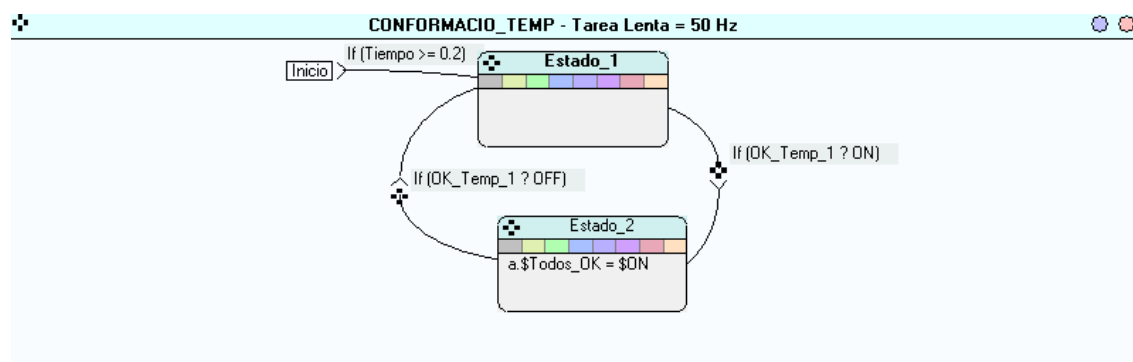 CONFORMACIO_TEMP - Tarea Lenta = 50 Hz
If (Tiempo >= 0.2)
Inicio
Estado_1
If (OK_Temp_1 ? ON)
If (OK_Temp_1 ? OFF)
Estado_2
a.$Todos_OK = $ON